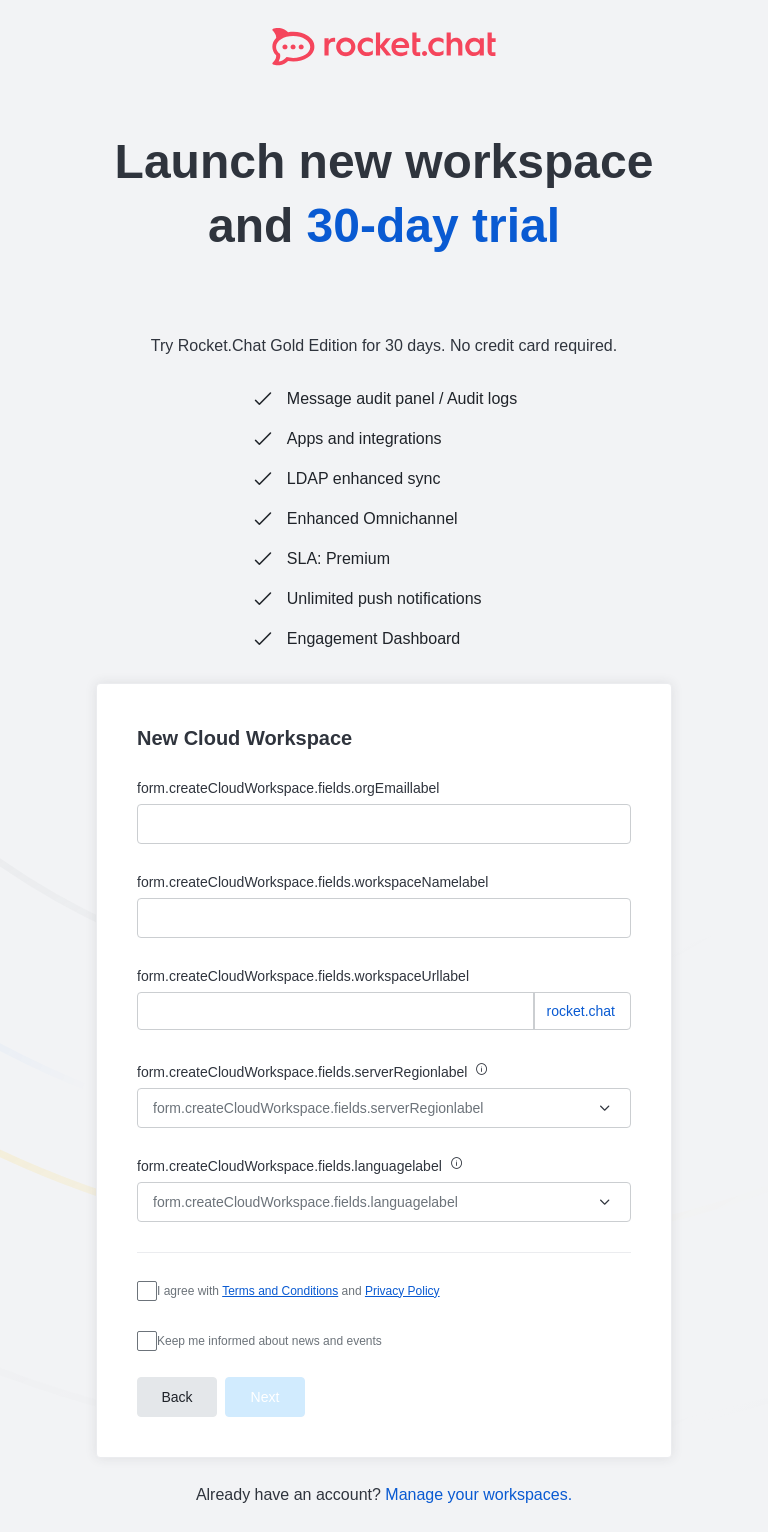 rocket.chat
Launch new workspace
and 30-day trial
Try Rocket.Chat Gold Edition for 30 days. No credit card required.
Message audit panel / Audit logs
Apps and integrations
LDAP enhanced sync
Enhanced Omnichannel
SLA: Premium
Unlimited push notifications
Engagement Dashboard
New Cloud Workspace
form.createCloudWorkspace.fields.orgEmaillabel
form.createCloudWorkspace.fields.workspaceNamelabel
form.createCloudWorkspace.fields.workspaceUrllabel
rocket.chat
form.createCloudWorkspace.fields.serverRegionlabel
form.createCloudWorkspace.fields.serverRegionlabel
form.createCloudWorkspace.fields.languagelabel
form.createCloudWorkspace.fields.languagelabel
I agree with Terms and Conditions and Privacy Policy
Keep me informed about news and events
Back Next
Already have an account? Manage your workspaces.